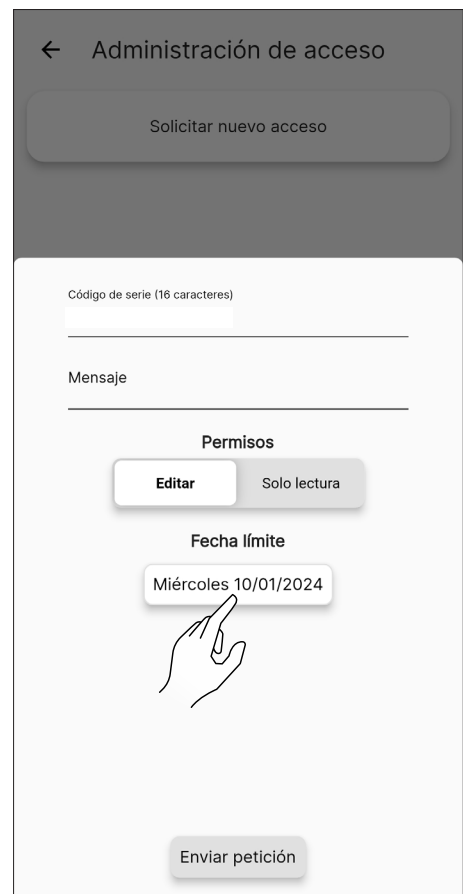 Administración de acceso
Solicitar nuevo acceso
Código de serie (16 caracteres)
Mensaje
Permisos
Editar Solo lectura
Fecha límite
Miércoles 10/01/2024
Enviar petición